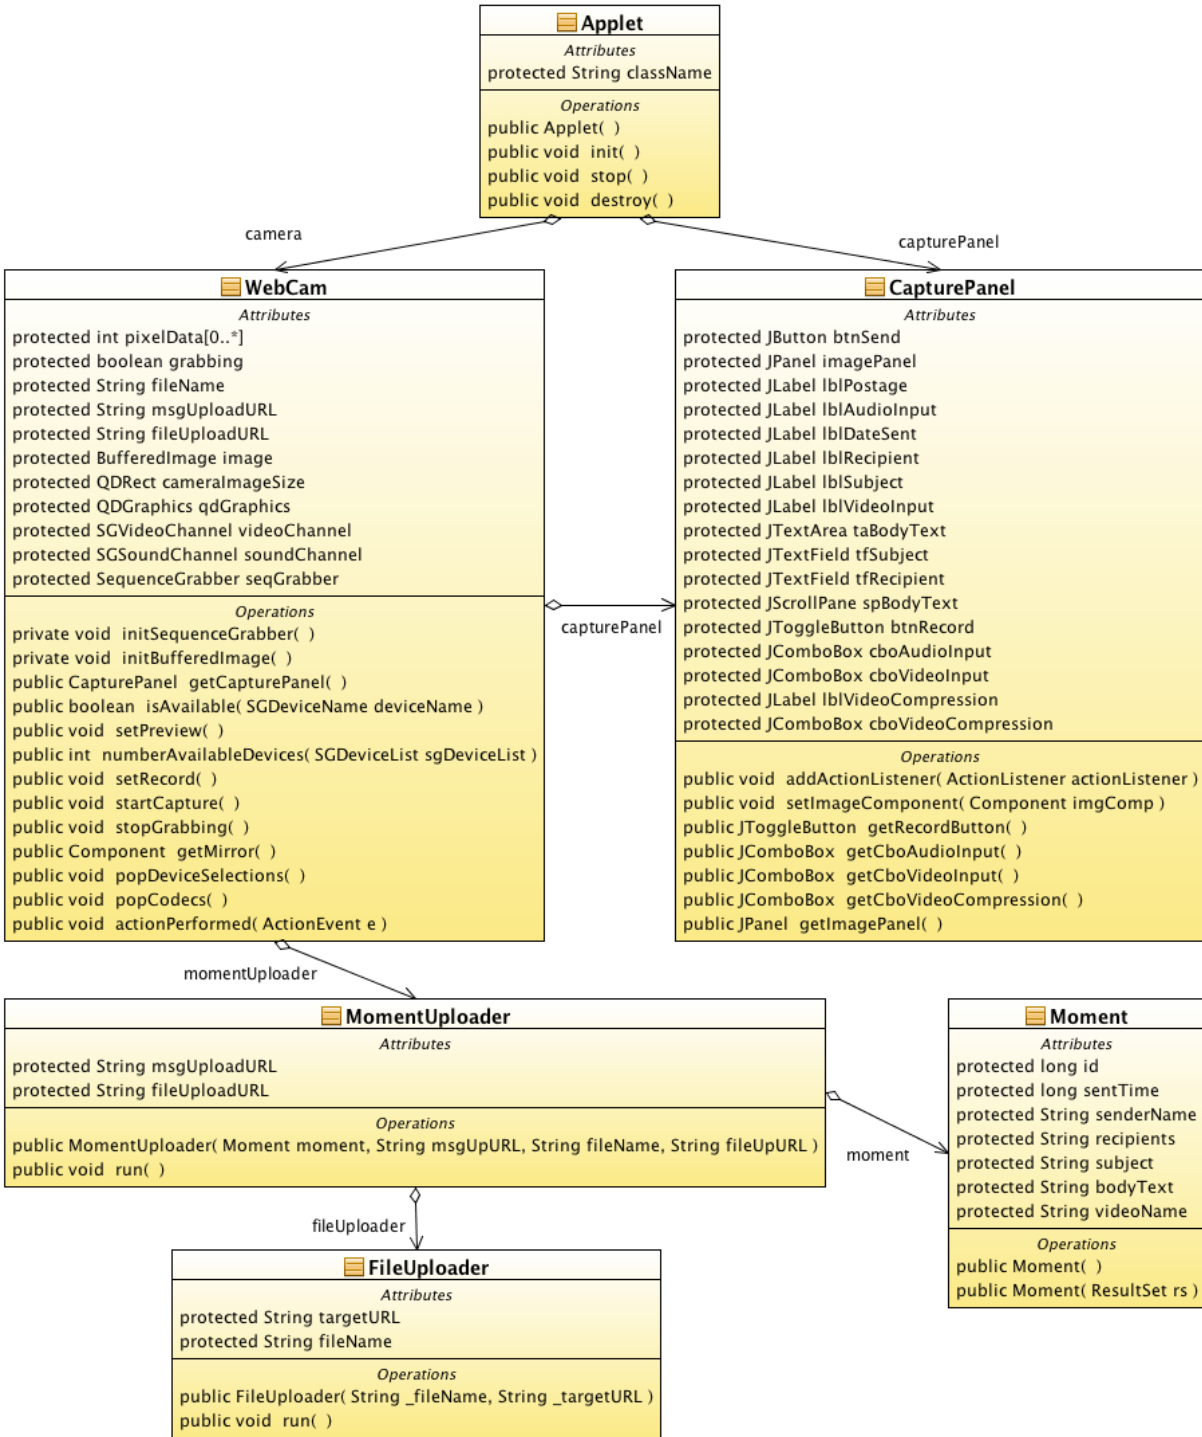 Applet
Attributes
protected String className
Operations
public Applet( )
public void init( )
public void stop( )
public void destroy( )
camera
capturePanel
WebCam
Attributes
protected int pixelData[0..*]
protected boolean grabbing
protected String fileName
protected String msgUploadURL
protected String fileUploadURL
protected BufferedImage image
protected QDRect cameraImageSize
protected QDGraphics qdGraphics
protected SGVideoChannel videoChannel
protected SGSoundChannel soundChannel
protected SequenceGrabber seqGrabber
Operations
private void initSequenceGrabber( )
private void initBufferedImage( )
public CapturePanel getCapturePanel( )
public boolean isAvailable( SGDeviceName deviceName )
public void setPreview( )
public int numberAvailableDevices( SGDeviceList sgDeviceList )
public void setRecord( )
public void startCapture( )
public void stopGrabbing( )
public Component getMirror( )
public void popDeviceSelections( )
public void popCodecs( )
public void actionPerformed( ActionEvent e )
capturePanel
CapturePanel
Attributes
protected JButton btnSend
protected JPanel imagePanel
protected JLabel lblPostage
protected JLabel lblAudioInput
protected JLabel lblDateSent
protected JLabel lblRecipient
protected JLabel lblSubject
protected JLabel lblVideoInput
protected JTextArea taBodyText
protected JTextField tfSubject
protected JTextField tfRecipient
protected JScrollPane spBodyText
protected JToggleButton btnRecord
protected JComboBox cboAudioInput
protected JComboBox cboVideoInput
protected JLabel lblVideoCompression
protected JComboBox cboVideoCompression
Operations
public void addActionListener( ActionListener actionListener )
public void setImageComponent( Component imgComp )
public JToggleButton getRecordButton( )
public JComboBox getCboAudioInput( )
public JComboBox getCboVideoInput( )
public JComboBox getCboVideoCompression( )
public JPanel getImagePanel( )
momentUploader
MomentUploader
Attributes
protected String msgUploadURL
protected String fileUploadURL
Operations
public MomentUploader( Moment moment, String msgUpURL, String fileName, String fileUpURL )
public void run( )
moment
Moment
Attributes
protected long id
protected long sentTime
protected String senderName
protected String recipients
protected String subject
protected String bodyText
protected String videoName
Operations
public Moment( )
public Moment( ResultSet rs )
fileUploader
FileUploader
Attributes
protected String targetURL
protected String fileName
Operations
public FileUploader( String _fileName, String _targetURL )
public void run( )